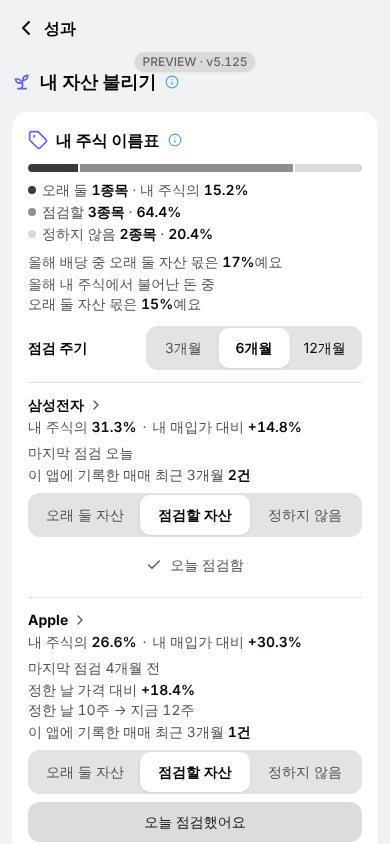 성과
PREVIEW · v5.125
내 자산 불리기
내 주식 이름표
오래 둘 1종목 · 내 주식의 15.2%
점검할 3종목 · 64.4%
정하지 않음 2종목 · 20.4%
올해 배당 중 오래 둘 자산 몫은 17%예요
올해 내 주식에서 불어난 돈 중
오래 둘 자산 몫은 15%예요
점검 주기
3개월 6개월 12개월
삼성전자
내 주식의 31.3% · 내 매입가 대비 +14.8%
마지막 점검 오늘
이 앱에 기록한 매매 최근 3개월 2건
오래 둘 자산 점검할 자산 정하지 않음
오늘 점검함
Apple
내 주식의 26.6% · 내 매입가 대비 +30.3%
마지막 점검 4개월 전
정한 날 가격 대비 +18.4%
정한 날 10주 → 지금 12주
이 앱에 기록한 매매 최근 3개월 1건
오래 둘 자산 점검할 자산 정하지 않음
오늘 점검했어요